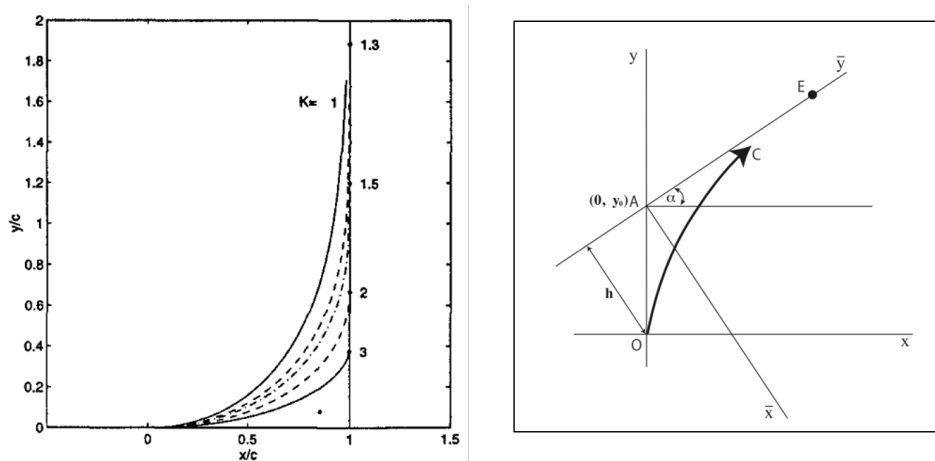 2
1.8
1.6
1.4
1.2
1
0.8
0.6
0.4
0.2
0
y/c
K= 1
1.3
1.5
2
3
0 0.5 1 1.5
x/c
y
ȳ
E
C
(0, y₀) A
α
h
O
x
x̄